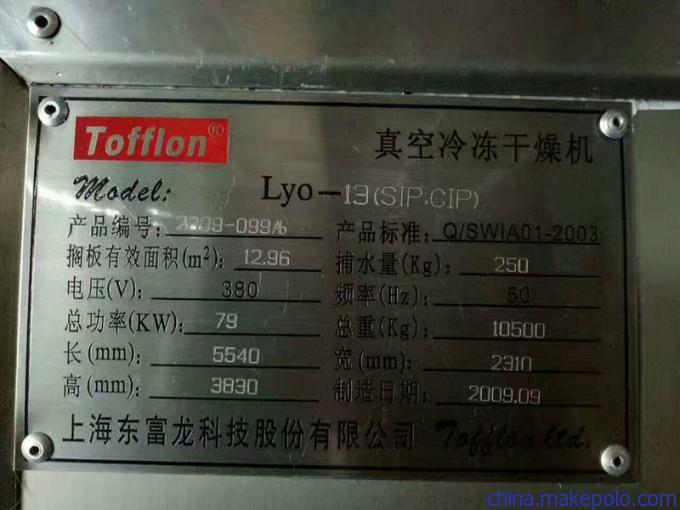 Tofflon®
真空冷冻干燥机
Model: Lyo-13(SIP.CIP)
产品编号: 2209-099A6 产品标准: Q/SWIA01-2003
搁板有效面积(m²): 12.96 捕水量(Kg): 250
电压(V): 380 频率(Hz): 50
总功率(KW): 79 总重(Kg): 10500
长(mm): 5540 宽(mm): 2310
高(mm): 3830 制造日期: 2009.09
上海东富龙科技股份有限公司 Tofflon ltd.
china.makepolo.com